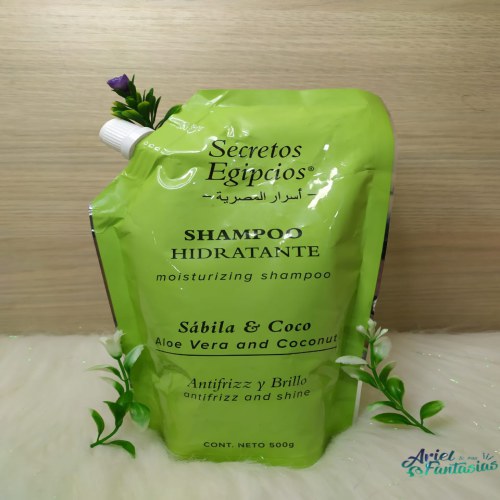 Secretos
Egipcios®
- أسرار المصرية -
SHAMPOO
HIDRATANTE
moisturizing shampoo
Sábila & Coco
Aloe Vera and Coconut
Antifrizz y Brillo
antifrizz and shine
CONT. NETO 500g
Ariel
Fantasias